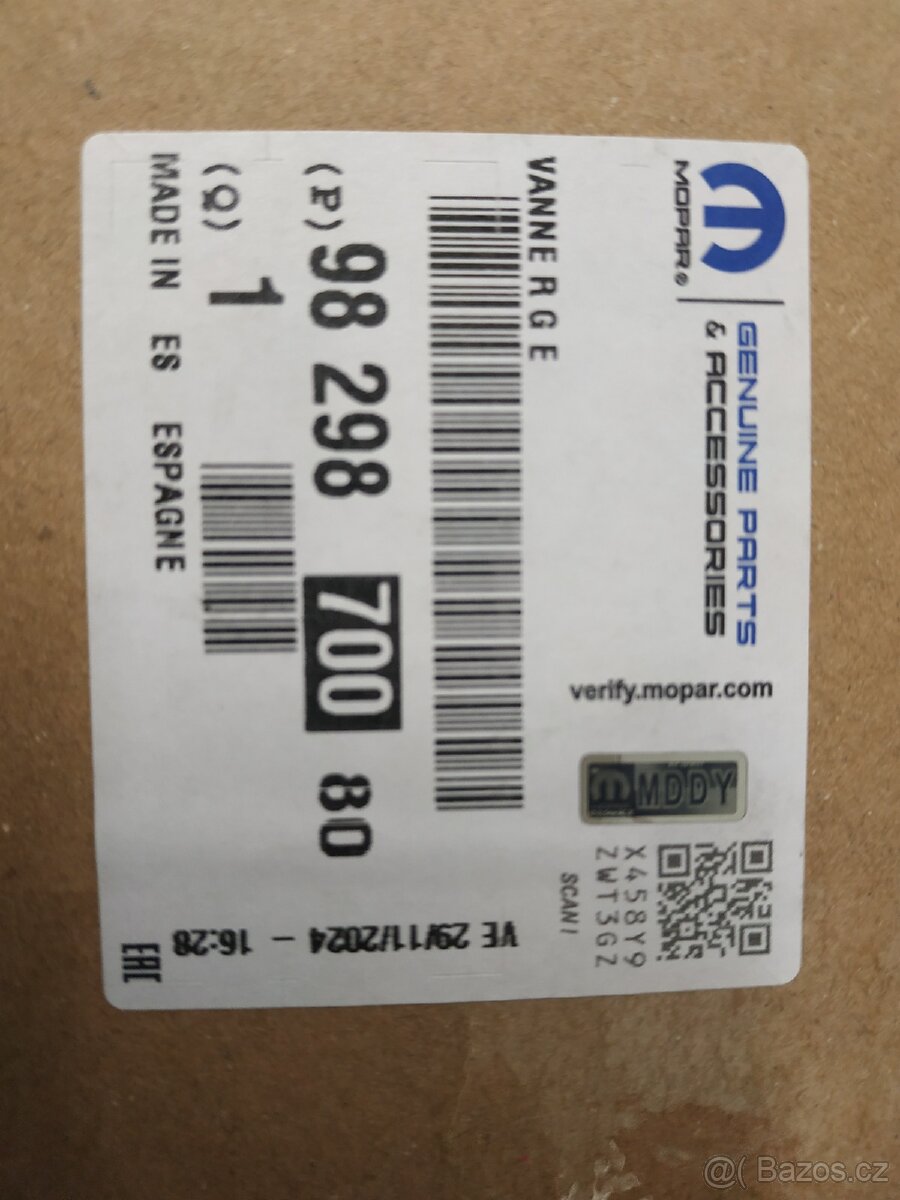 MOPAR®
GENUINE PARTS
& ACCESSORIES
verify.mopar.com
MDDY
X458Y9
ZWT3GZ
SCAN!
VANNE R G E
(P) 98 298 700 80
(Q) 1
MADE IN ES ESPAGNE
VE 29/11/2024 - 16:28
EAC
@( Bazos.cz